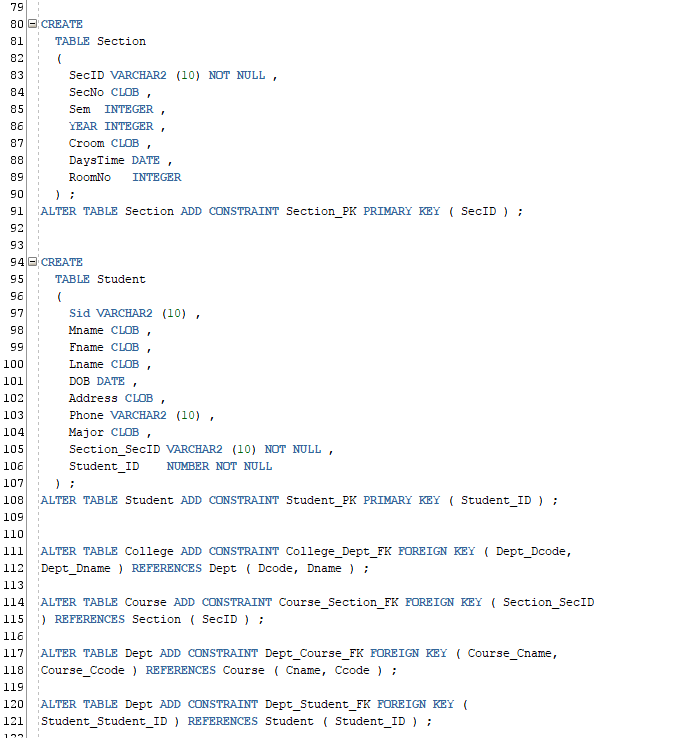 79
80 CREATE
81 TABLE Section
82 (
83 SecID VARCHAR2 (10) NOT NULL ,
84 SecNo CLOB ,
85 Sem INTEGER ,
86 YEAR INTEGER ,
87 Croom CLOB ,
88 DaysTime DATE ,
89 RoomNo INTEGER
90 ) ;
91 ALTER TABLE Section ADD CONSTRAINT Section_PK PRIMARY KEY ( SecID ) ;
92
93
94 CREATE
95 TABLE Student
96 (
97 Sid VARCHAR2 (10) ,
98 Mname CLOB ,
99 Fname CLOB ,
100 Lname CLOB ,
101 DOB DATE ,
102 Address CLOB ,
103 Phone VARCHAR2 (10) ,
104 Major CLOB ,
105 Section_SecID VARCHAR2 (10) NOT NULL ,
106 Student_ID NUMBER NOT NULL
107 ) ;
108 ALTER TABLE Student ADD CONSTRAINT Student_PK PRIMARY KEY ( Student_ID ) ;
109
110
111 ALTER TABLE College ADD CONSTRAINT College_Dept_FK FOREIGN KEY ( Dept_Dcode,
112 Dept_Dname ) REFERENCES Dept ( Dcode, Dname ) ;
113
114 ALTER TABLE Course ADD CONSTRAINT Course_Section_FK FOREIGN KEY ( Section_SecID
115 ) REFERENCES Section ( SecID ) ;
116
117 ALTER TABLE Dept ADD CONSTRAINT Dept_Course_FK FOREIGN KEY ( Course_Cname,
118 Course_Ccode ) REFERENCES Course ( Cname, Ccode ) ;
119
120 ALTER TABLE Dept ADD CONSTRAINT Dept_Student_FK FOREIGN KEY (
121 Student_Student_ID ) REFERENCES Student ( Student_ID ) ;